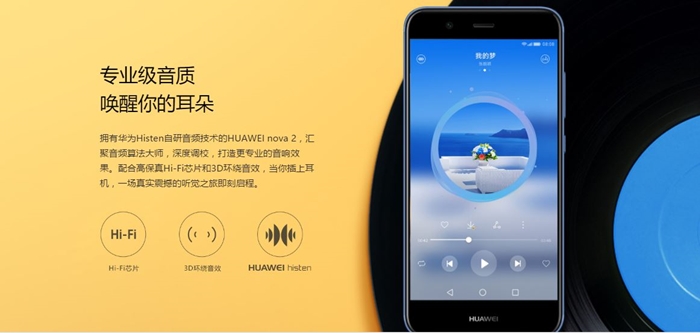 专业级音质
唤醒你的耳朵
拥有华为Histen自研音频技术的HUAWEI nova 2，汇
聚音频算法大师，深度调校，打造更专业的音响效
果。配合高保真Hi-Fi芯片和3D环绕音效，当你插上耳
机，一场真实震撼的听觉之旅即刻启程。
Hi-Fi
Hi-Fi芯片
3D环绕音效
HUAWEI histen
08:08
我的梦
HUAWEI